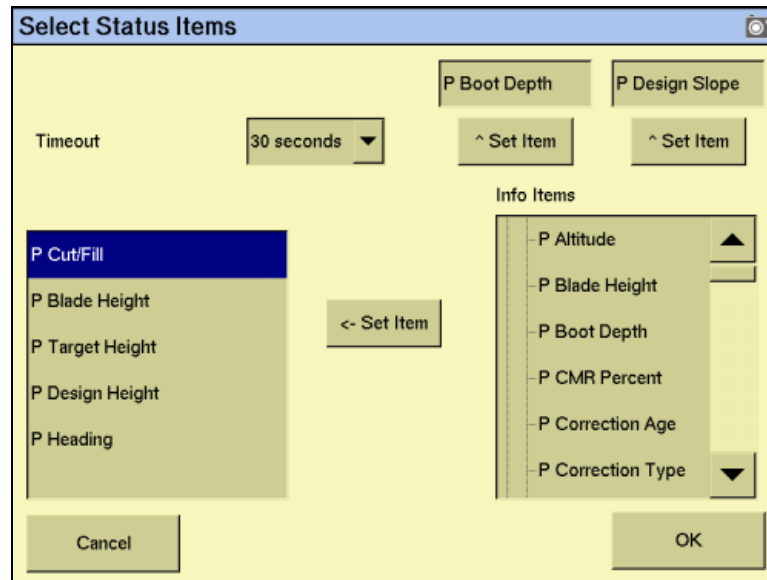 Select Status Items
P Boot Depth P Design Slope
Timeout 30 seconds ^ Set Item ^ Set Item
Info Items
P Cut/Fill
P Blade Height
P Target Height
P Design Height
P Heading
<- Set Item
P Altitude
P Blade Height
P Boot Depth
P CMR Percent
P Correction Age
P Correction Type
Cancel OK